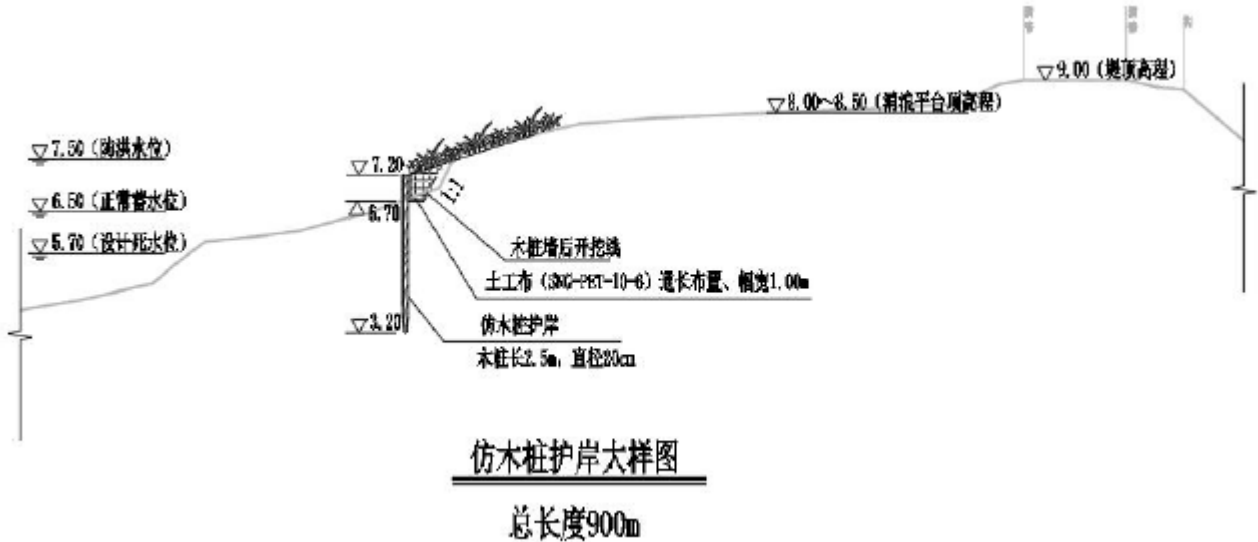 9.00 (堤顶高程)
8.00~8.50 (消浪平台顶高程)
7.50 (防洪水位)
7.20
6.50 (正常蓄水位)
6.70
1:1
5.70 (设计死水位)
木桩墙后开挖线
土工布 (SNG-PET-10-6) 通长布置、幅宽1.00m
3.20
仿木桩护岸
木桩长2.5m, 直径20cm
仿木桩护岸大样图
总长度900m